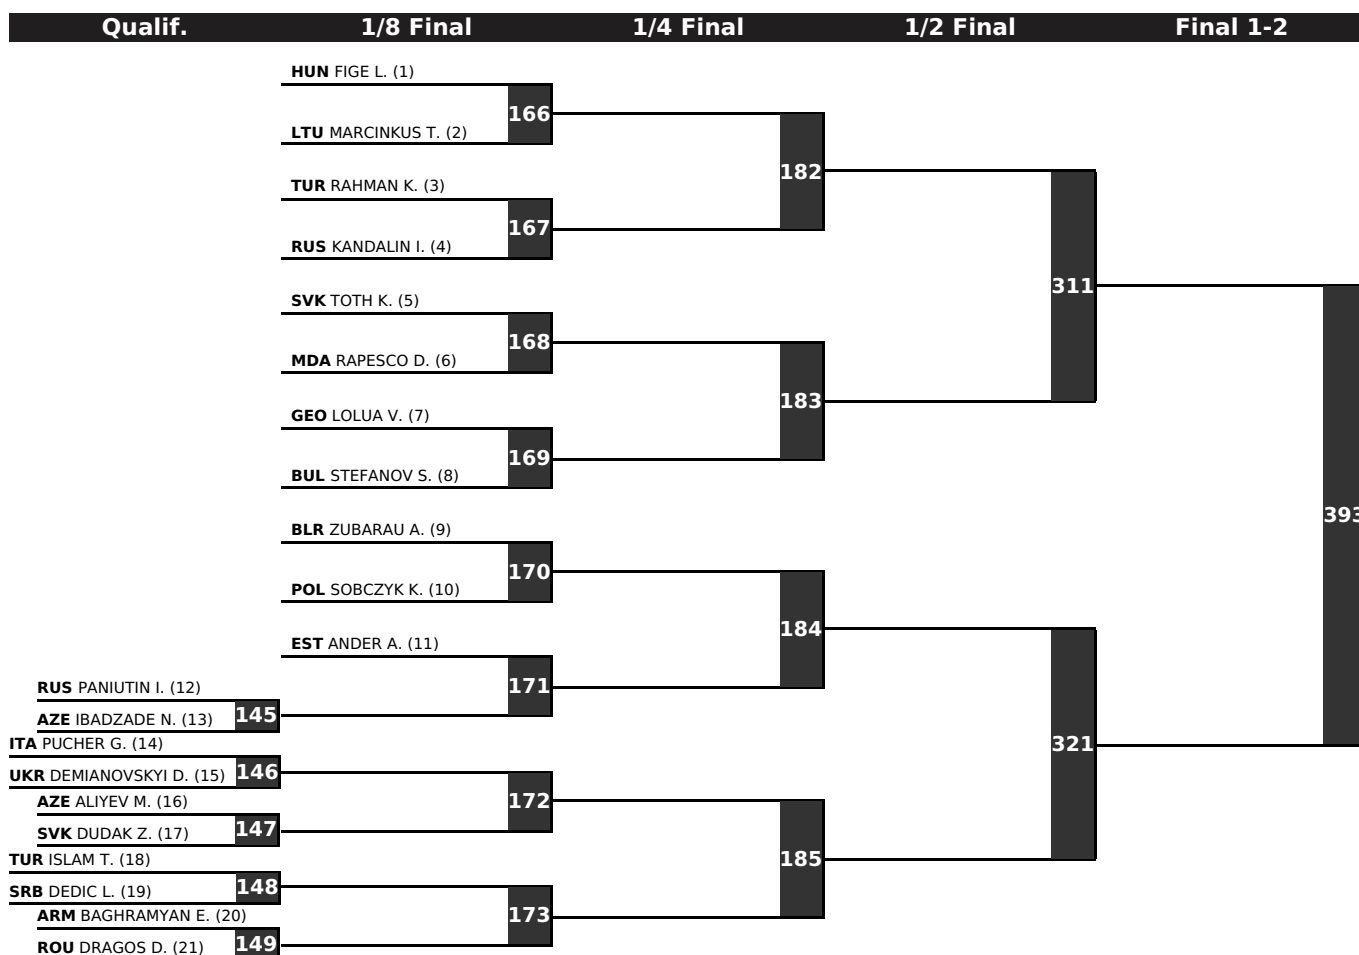 Qualif. 1/8 Final 1/4 Final 1/2 Final Final 1-2
HUN FIGE L. (1)
166
LTU MARCINKUS T. (2)
182
TUR RAHMAN K. (3)
167
RUS KANDALIN I. (4)
311
SVK TOTH K. (5)
168
MDA RAPESCO D. (6)
183
GEO LOLUA V. (7)
169
BUL STEFANOV S. (8)
393
BLR ZUBARAU A. (9)
170
POL SOBCZYK K. (10)
184
EST ANDER A. (11)
171
RUS PANIUTIN I. (12)
145
AZE IBADZADE N. (13)
321
ITA PUCHER G. (14)
146
UKR DEMIANOVSKYI D. (15)
172
AZE ALIYEV M. (16)
147
SVK DUDAK Z. (17)
185
TUR ISLAM T. (18)
148
SRB DEDIC L. (19)
173
ARM BAGHRAMYAN E. (20)
149
ROU DRAGOS D. (21)